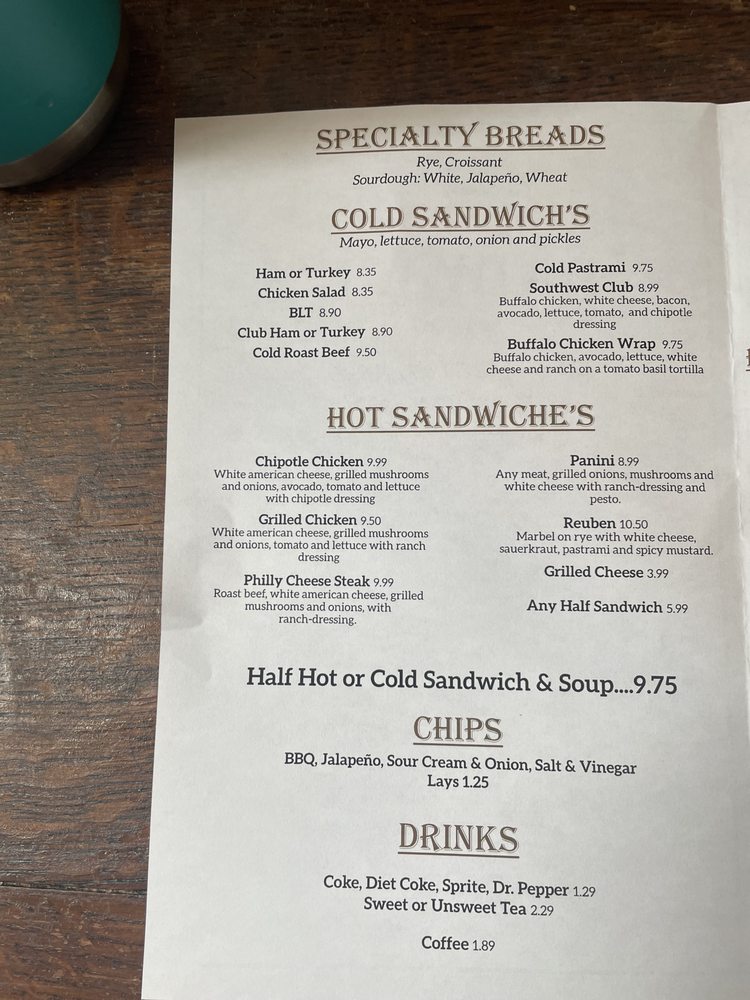 SPECIALTY BREADS
Rye, Croissant
Sourdough: White, Jalapeño, Wheat
COLD SANDWICH'S
Mayo, lettuce, tomato, onion and pickles
Ham or Turkey 8.35
Chicken Salad 8.35
BLT 8.90
Club Ham or Turkey 8.90
Cold Roast Beef 9.50
Cold Pastrami 9.75
Southwest Club 8.99
Buffalo chicken, white cheese, bacon,
avocado, lettuce, tomato, and chipotle
dressing
Buffalo Chicken Wrap 9.75
Buffalo chicken, avocado, lettuce, white
cheese and ranch on a tomato basil tortilla
HOT SANDWICHE'S
Chipotle Chicken 9.99
White american cheese, grilled mushrooms
and onions, avocado, tomato and lettuce
with chipotle dressing
Grilled Chicken 9.50
White american cheese, grilled mushrooms
and onions, tomato and lettuce with ranch
dressing
Philly Cheese Steak 9.99
Roast beef, white american cheese, grilled
mushrooms and onions, with
ranch-dressing.
Panini 8.99
Any meat, grilled onions, mushrooms and
white cheese with ranch-dressing and
pesto.
Reuben 10.50
Marbel on rye with white cheese,
sauerkraut, pastrami and spicy mustard.
Grilled Cheese 3.99
Any Half Sandwich 5.99
Half Hot or Cold Sandwich & Soup....9.75
CHIPS
BBQ, Jalapeño, Sour Cream & Onion, Salt & Vinegar
Lays 1.25
DRINKS
Coke, Diet Coke, Sprite, Dr. Pepper 1.29
Sweet or Unsweet Tea 2.29
Coffee 1.89